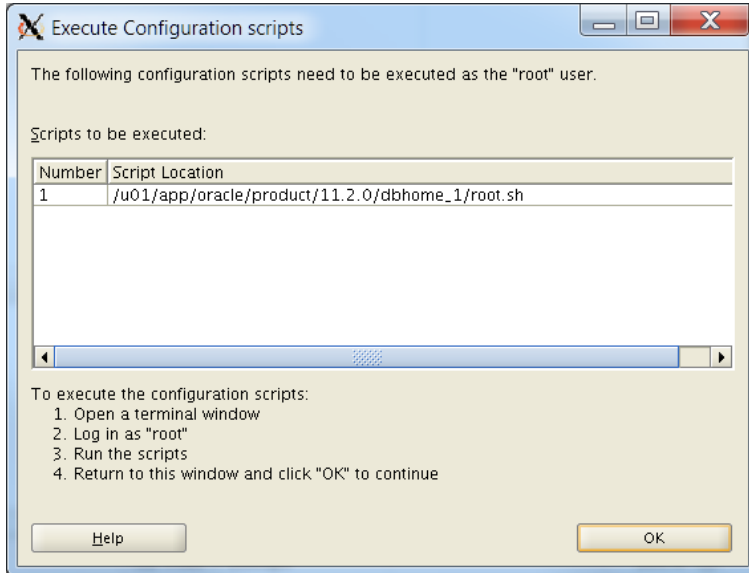 Execute Configuration scripts
The following configuration scripts need to be executed as the "root" user.
Scripts to be executed:
Number Script Location
1 /u01/app/oracle/product/11.2.0/dbhome_1/root.sh
To execute the configuration scripts:
1. Open a terminal window
2. Log in as "root"
3. Run the scripts
4. Return to this window and click "OK" to continue
Help OK